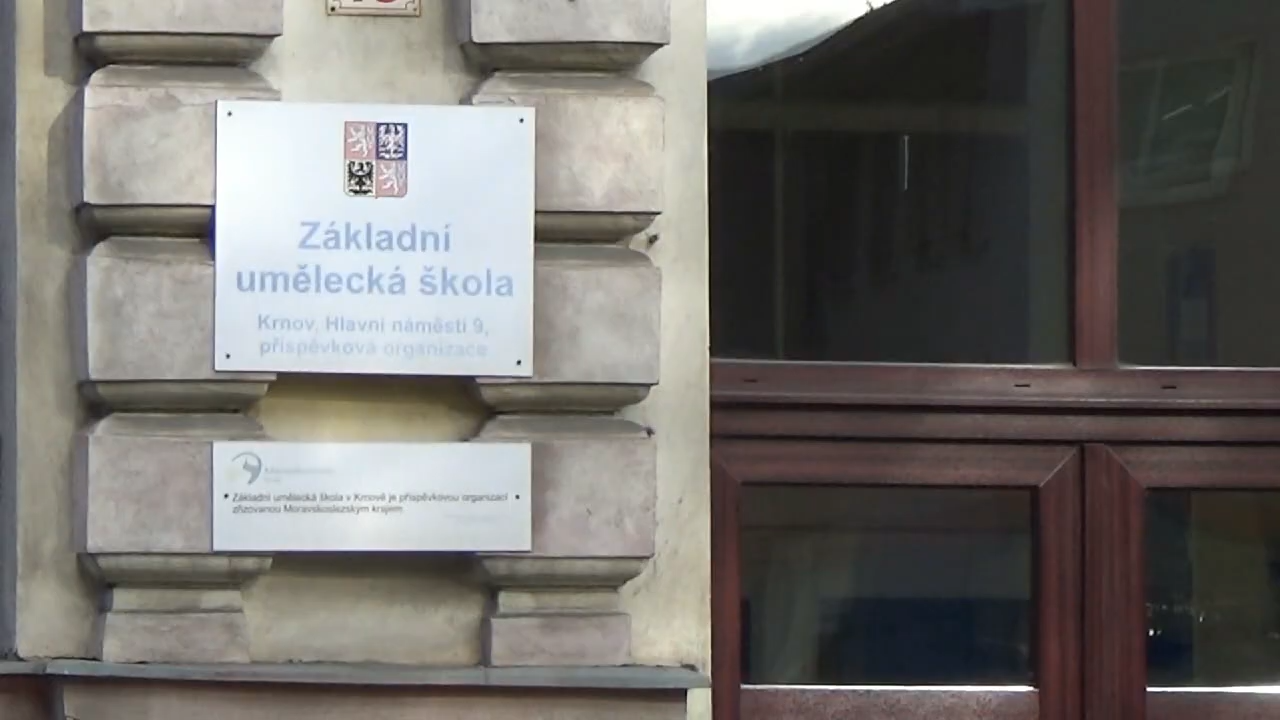 Základní
umělecká škola
Krnov, Hlavní náměstí 9,
příspěvková organizace
Základní umělecká škola v Krnově je příspěvkovou organizací
zřizovanou Moravskoslezským krajem